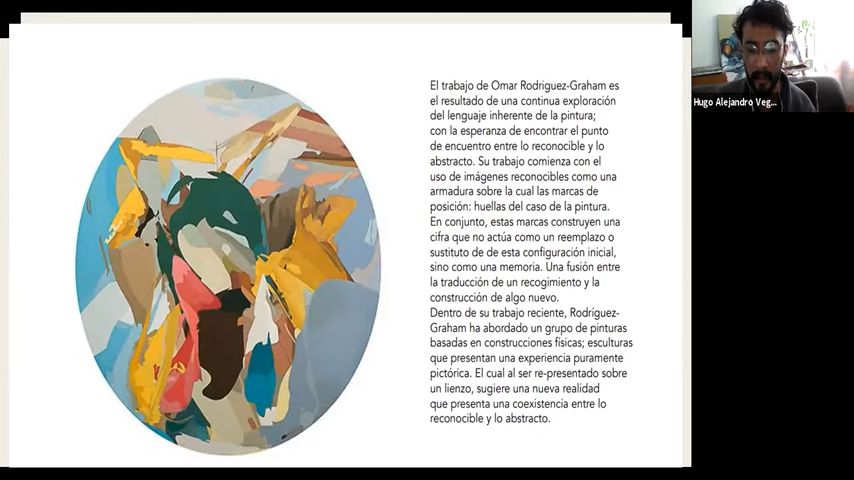 El trabajo de Omar Rodriguez-Graham es
el resultado de una continua exploración
del lenguaje inherente de la pintura;
con la esperanza de encontrar el punto
de encuentro entre lo reconocible y lo
abstracto. Su trabajo comienza con el
uso de imágenes reconocibles como una
armadura sobre la cual las marcas de
posición: huellas del caso de la pintura.
En conjunto, estas marcas construyen una
cifra que no actúa como un reemplazo o
sustituto de de esta configuración inicial,
sino como una memoria. Una fusión entre
la traducción de un recogimiento y la
construcción de algo nuevo.
Dentro de su trabajo reciente, Rodríguez-
Graham ha abordado un grupo de pinturas
basadas en construcciones físicas; esculturas
que presentan una experiencia puramente
pictórica. El cual al ser re-presentado sobre
un lienzo, sugiere una nueva realidad
que presenta una coexistencia entre lo
reconocible y lo abstracto.
Hugo Alejandro Veg...